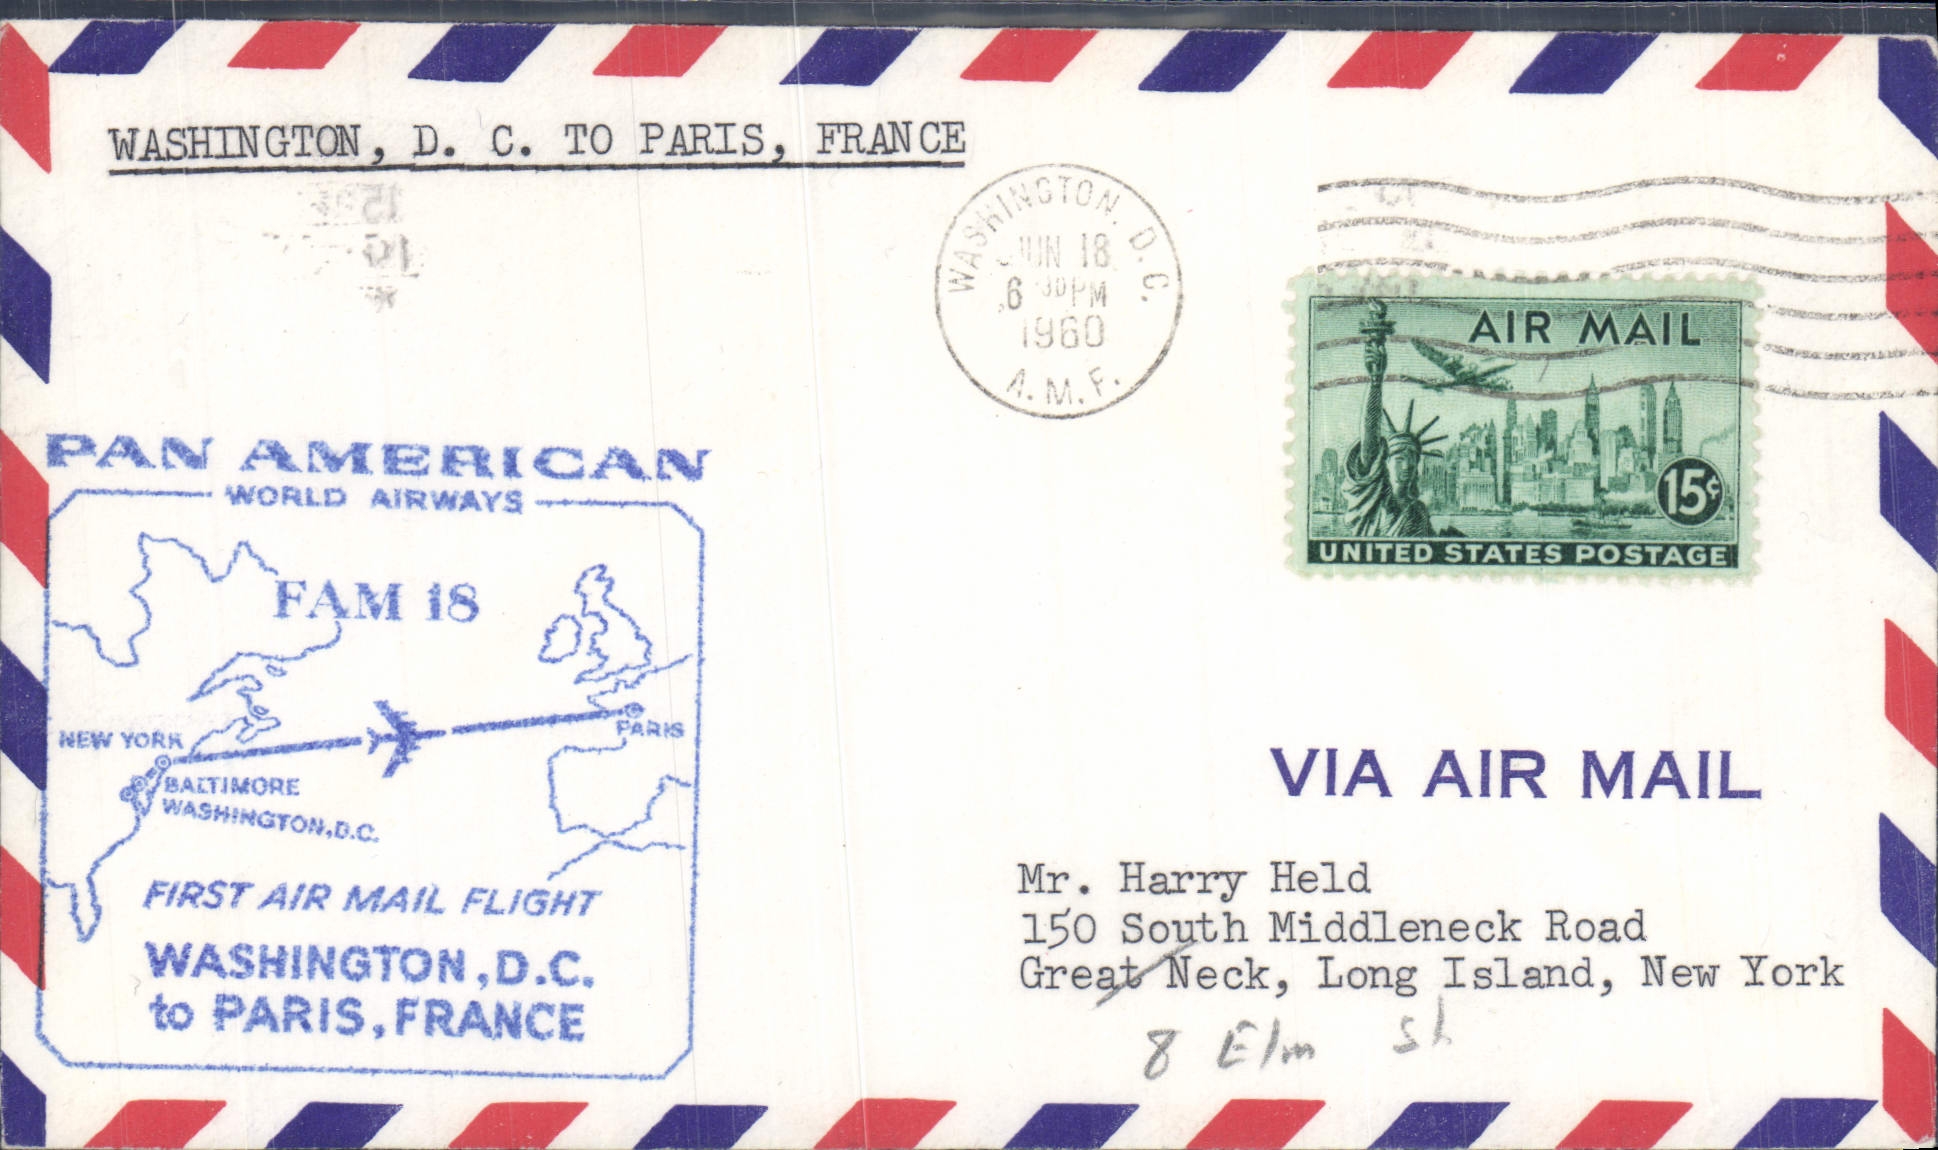 WASHINGTON, D. C. TO PARIS, FRANCE
WASHINGTON, D. C.
JUN 18
6 PM
1960
A.M.F.
AIR MAIL
15¢
UNITED STATES POSTAGE
PAN AMERICAN
WORLD AIRWAYS
FAM 18
NEW YORK
PARIS
BALTIMORE
WASHINGTON, D.C.
FIRST AIR MAIL FLIGHT
WASHINGTON, D.C.
to PARIS, FRANCE
VIA AIR MAIL
Mr. Harry Held
150 South Middleneck Road
Great Neck, Long Island, New York
8 Elm St